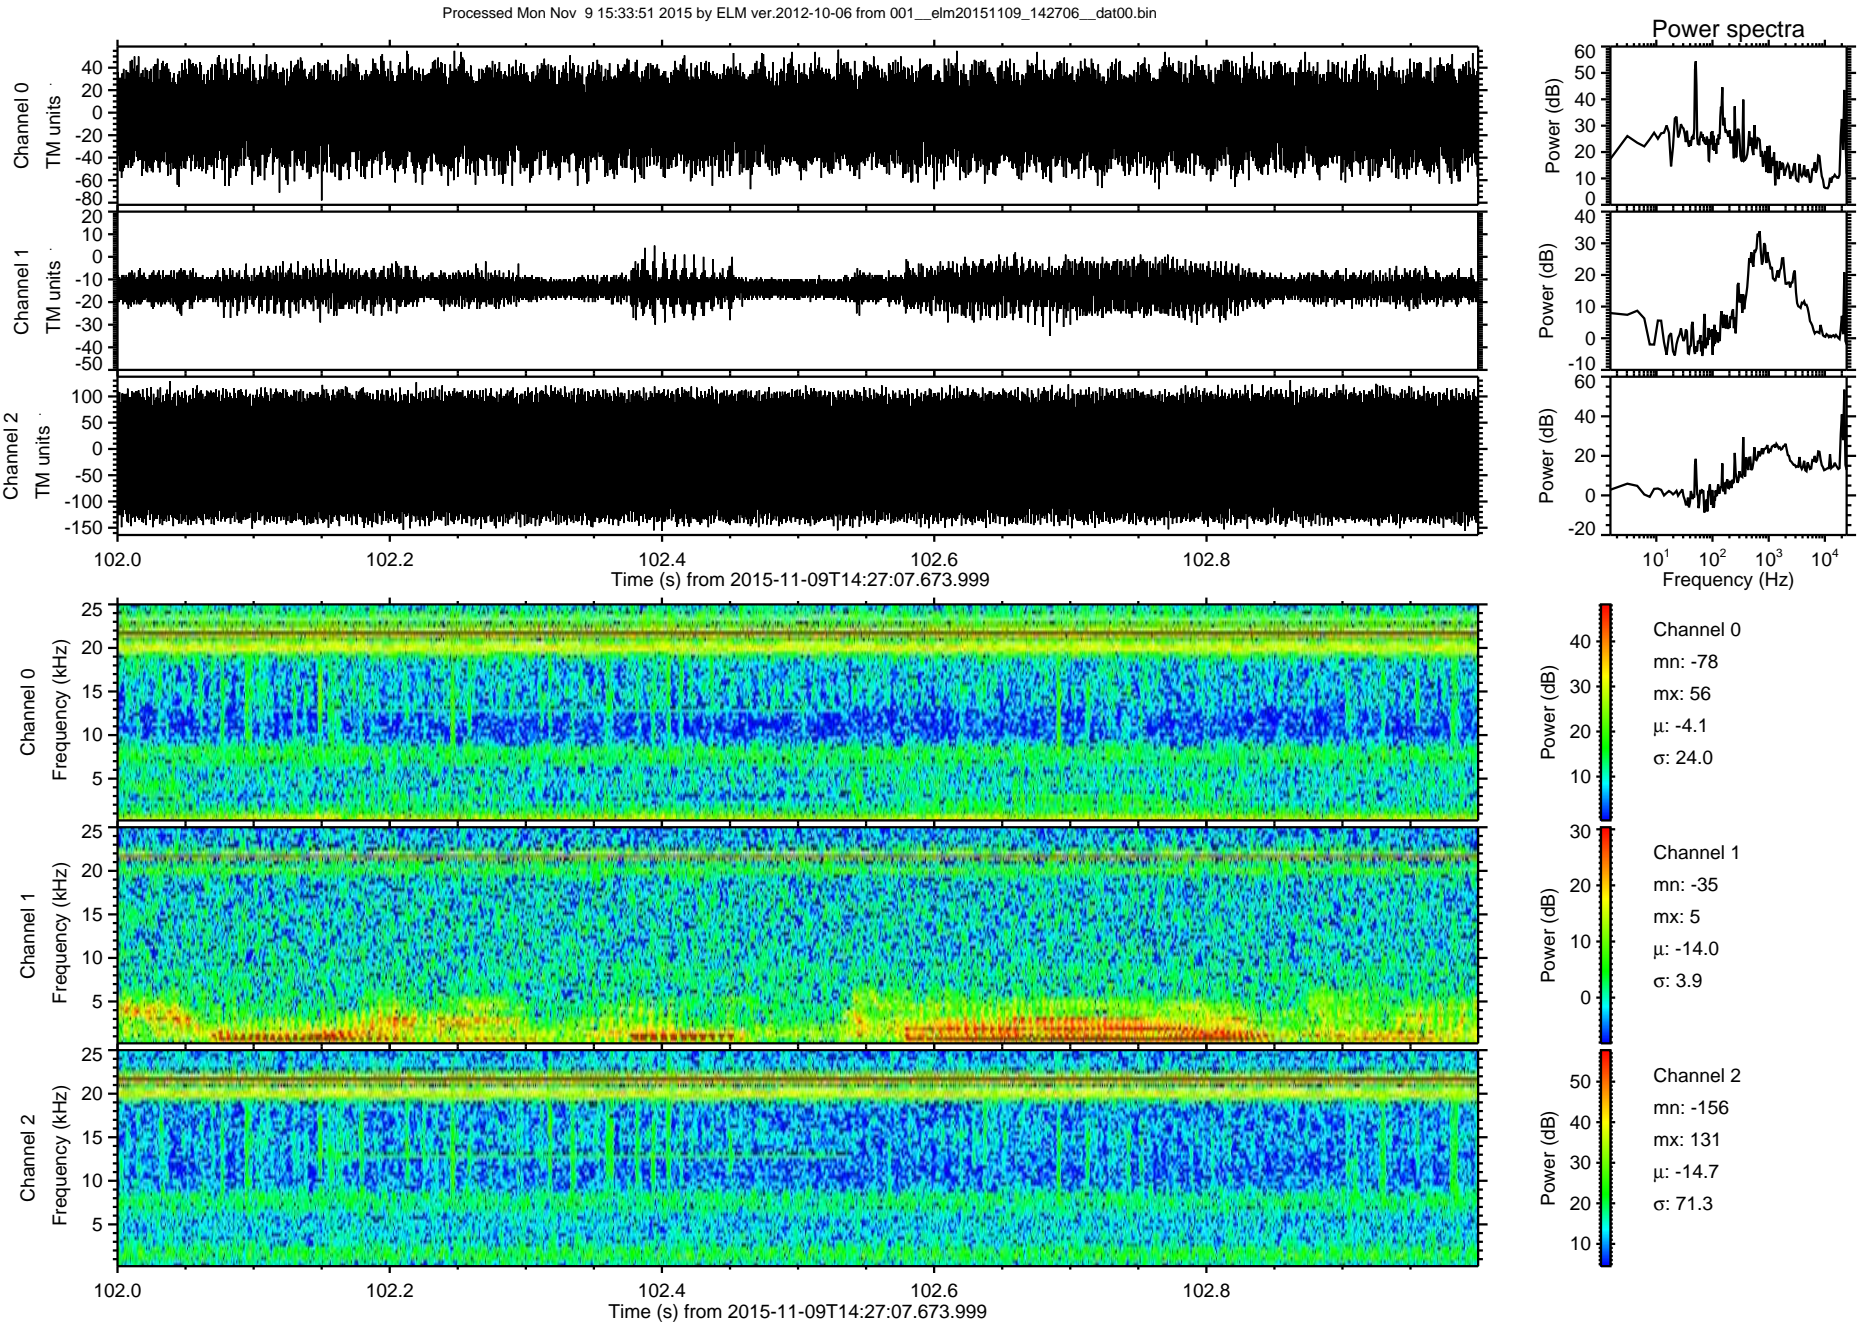 Processed Mon Nov  9 15:33:51 2015 by ELM ver.2012-10-06 from 001__elm20151109_142706__dat00.bin
Power spectra
Channel 0
TM units
40
20
0
-20
-40
-60
-80
Power (dB)
60
50
40
30
20
10
0
Channel 1
TM units
20
10
0
-10
-20
-30
-40
-50
Power (dB)
40
30
20
10
0
-10
Channel 2
TM units
100
50
0
-50
-100
-150
Power (dB)
60
40
20
0
-20
102.0 102.2 102.4 102.6 102.8
Time (s) from 2015-11-09T14:27:07.673.999
10¹ 10² 10³ 10⁴
Frequency (Hz)
Channel 0
Frequency (kHz)
25
20
15
10
5
Power (dB)
40
30
20
10
Channel 0
mn: -78
mx: 56
μ: -4.1
σ: 24.0
Channel 1
Frequency (kHz)
25
20
15
10
5
Power (dB)
30
20
10
0
Channel 1
mn: -35
mx: 5
μ: -14.0
σ: 3.9
Channel 2
Frequency (kHz)
25
20
15
10
5
Power (dB)
50
40
30
20
10
Channel 2
mn: -156
mx: 131
μ: -14.7
σ: 71.3
102.0 102.2 102.4 102.6 102.8
Time (s) from 2015-11-09T14:27:07.673.999